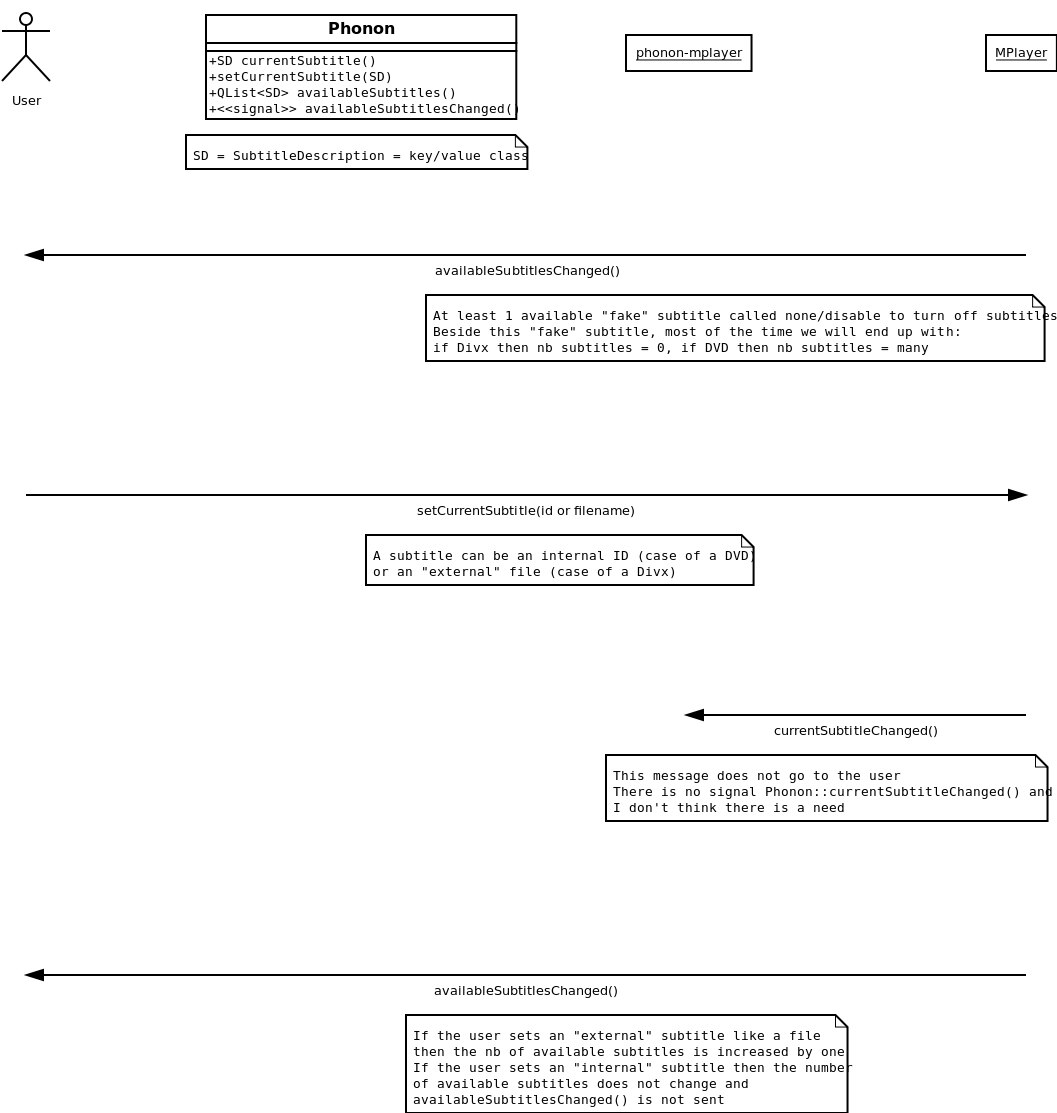 User
Phonon
+SD currentSubtitle()
+setCurrentSubtitle(SD)
+QList<SD> availableSubtitles()
+<<signal>> availableSubtitlesChanged()
phonon-mplayer
MPlayer
SD = SubtitleDescription = key/value class
availableSubtitlesChanged()
At least 1 available "fake" subtitle called none/disable to turn off subtitles
Beside this "fake" subtitle, most of the time we will end up with:
if Divx then nb subtitles = 0, if DVD then nb subtitles = many
setCurrentSubtitle(id or filename)
A subtitle can be an internal ID (case of a DVD)
or an "external" file (case of a Divx)
currentSubtitleChanged()
This message does not go to the user
There is no signal Phonon::currentSubtitleChanged() and
I don't think there is a need
availableSubtitlesChanged()
If the user sets an "external" subtitle like a file
then the nb of available subtitles is increased by one
If the user sets an "internal" subtitle then the number
of available subtitles does not change and
availableSubtitlesChanged() is not sent